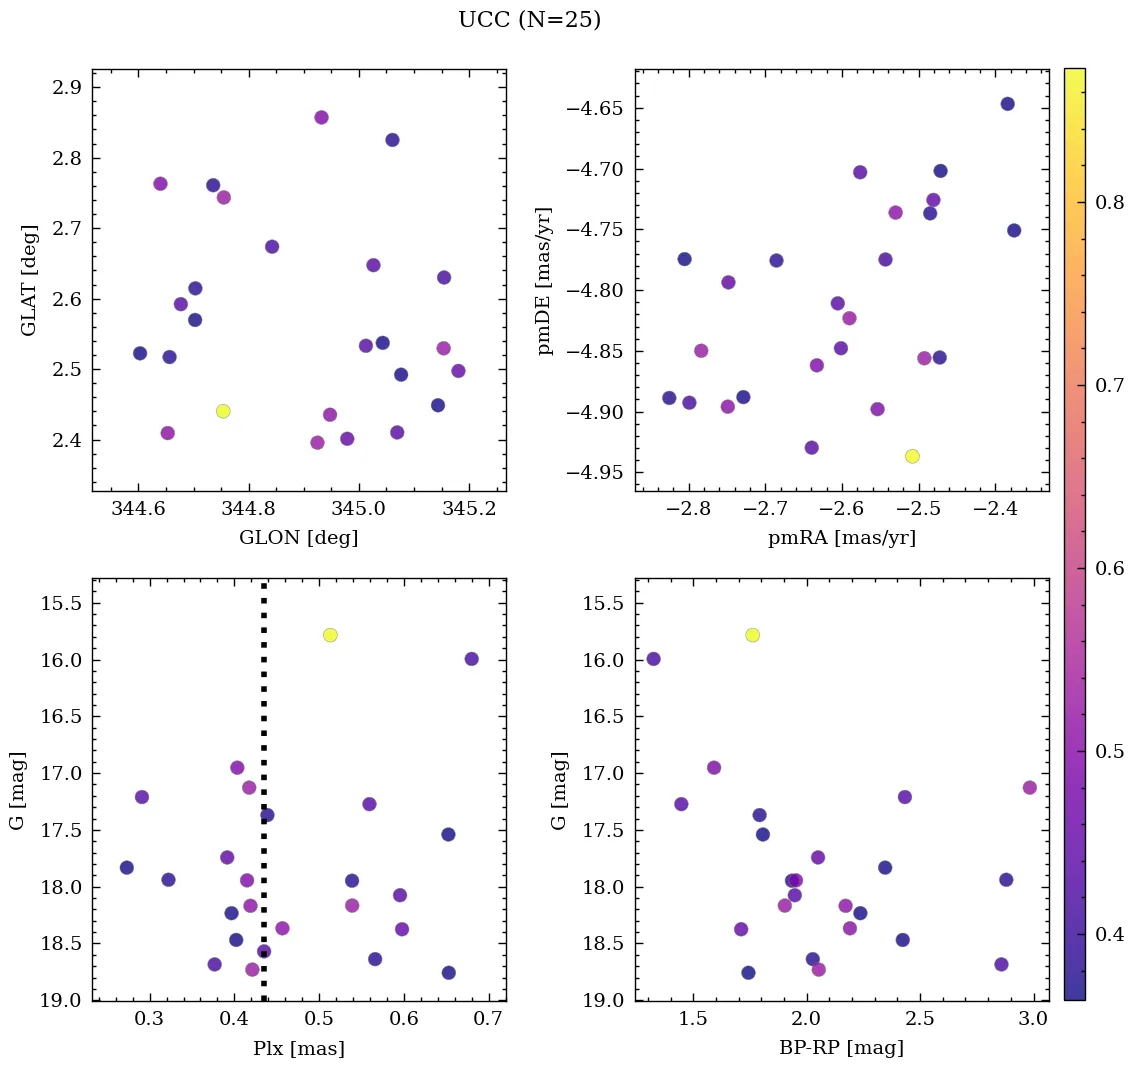 UCC (N=25)
2.9
2.8
2.7
2.6
2.5
2.4
GLAT [deg]
344.6 344.8 345.0 345.2
GLON [deg]
−4.65
−4.70
−4.75
−4.80
−4.85
−4.90
−4.95
pmDE [mas/yr]
−2.8 −2.7 −2.6 −2.5 −2.4
pmRA [mas/yr]
15.5
16.0
16.5
17.0
17.5
18.0
18.5
19.0
G [mag]
0.3 0.4 0.5 0.6 0.7
Plx [mas]
15.5
16.0
16.5
17.0
17.5
18.0
18.5
19.0
G [mag]
1.5 2.0 2.5 3.0
BP-RP [mag]
0.8
0.7
0.6
0.5
0.4